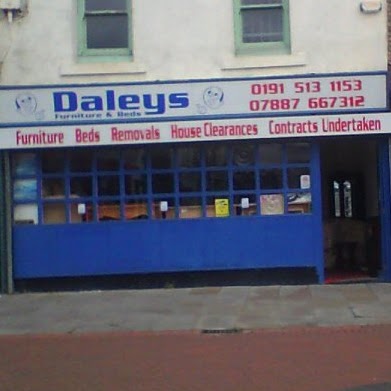 Daleys
Furniture & Beds
0191 513 1153
07887 667312
Furniture Beds Removals House Clearances Contracts Undertaken